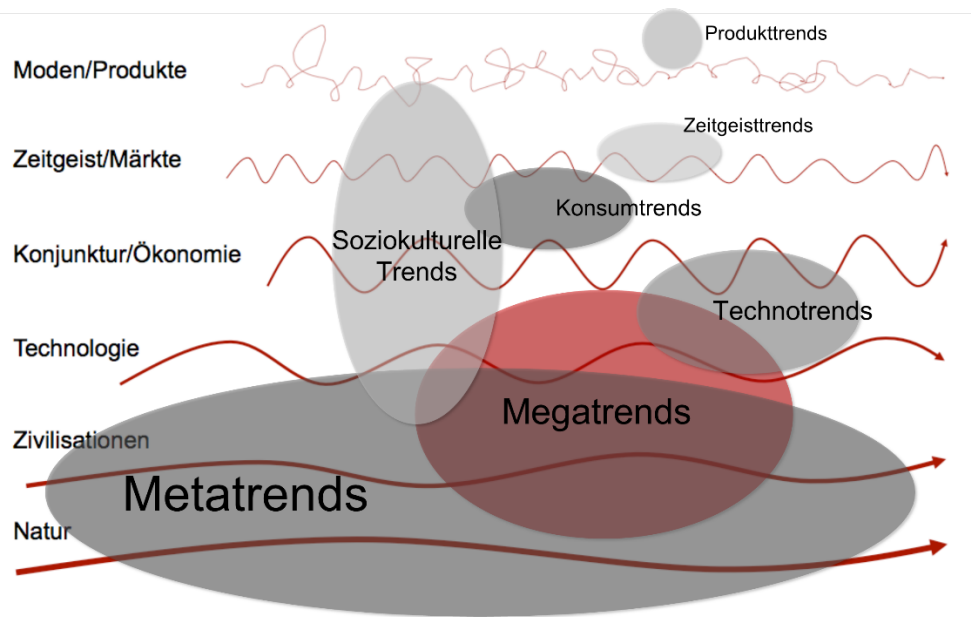 Produkttrends
Moden/Produkte
Zeitgeisttrends
Zeitgeist/Märkte
Konsumtrends
Soziokulturelle
Trends
Konjunktur/Ökonomie
Technotrends
Technologie
Megatrends
Zivilisationen
Metatrends
Natur